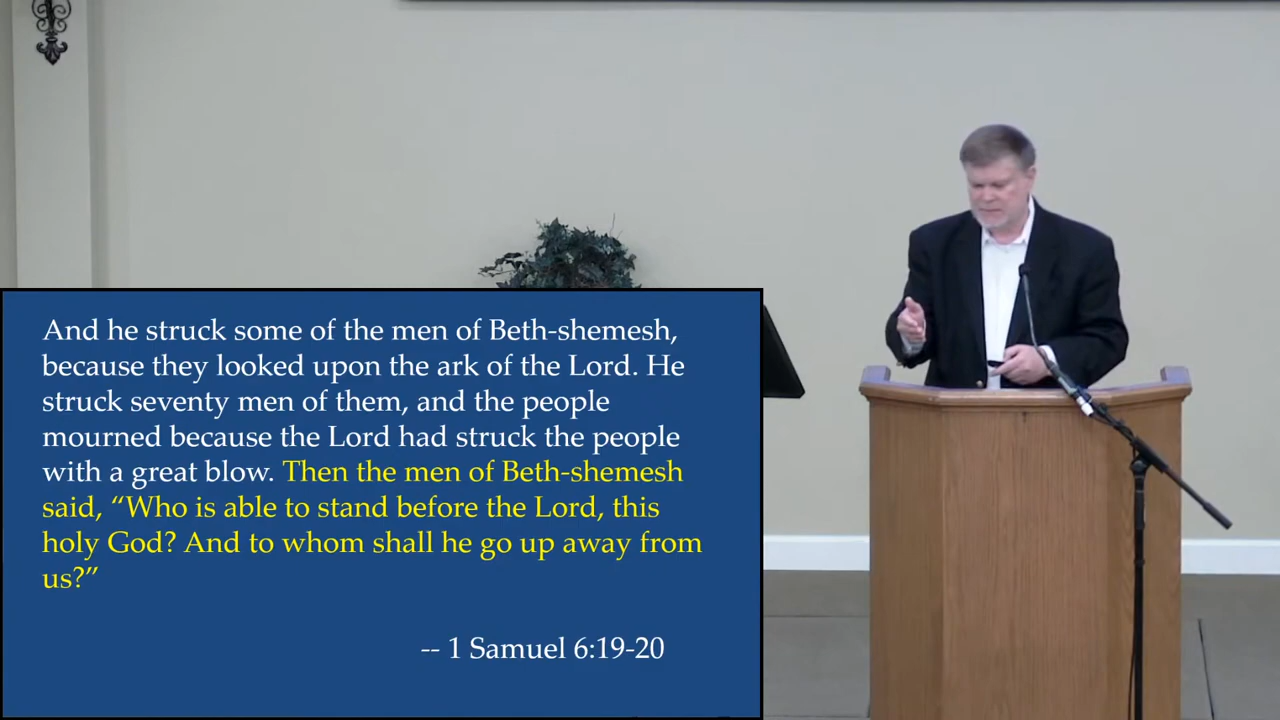 And he struck some of the men of Beth-shemesh,
because they looked upon the ark of the Lord. He
struck seventy men of them, and the people
mourned because the Lord had struck the people
with a great blow. Then the men of Beth-shemesh
said, “Who is able to stand before the Lord, this
holy God? And to whom shall he go up away from
us?”
-- 1 Samuel 6:19-20